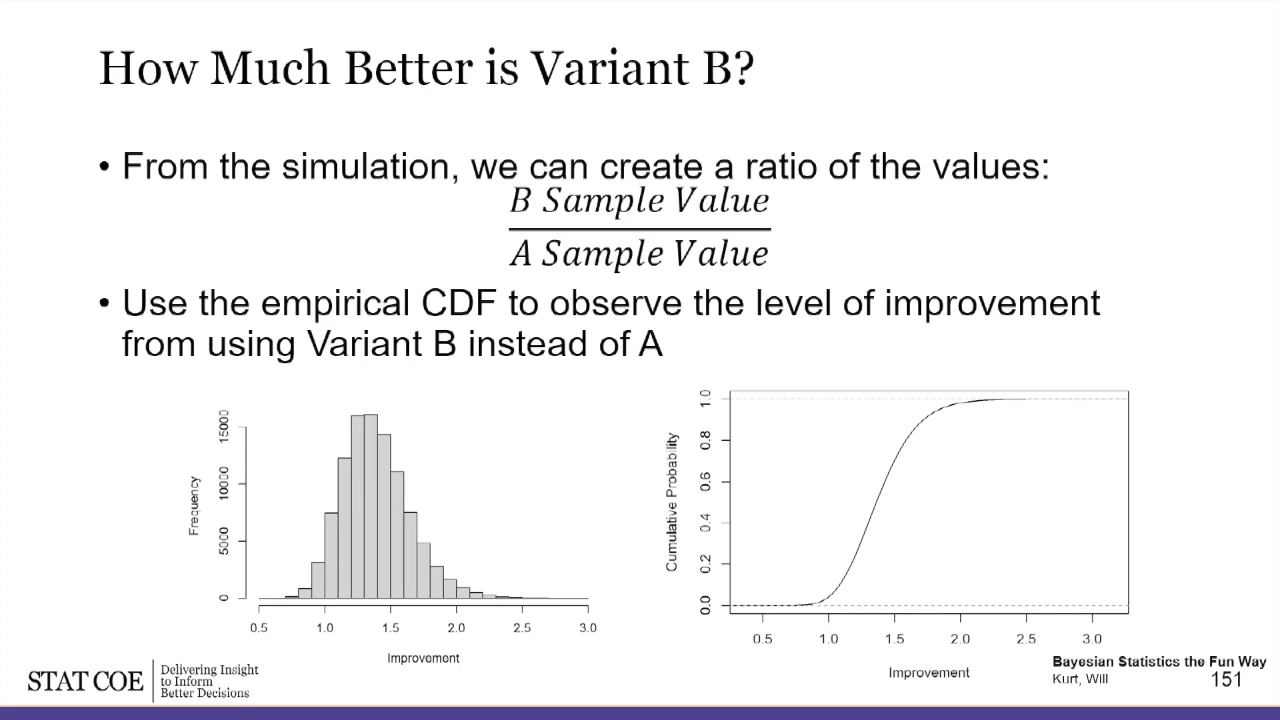 How Much Better is Variant B?
• From the simulation, we can create a ratio of the values:
B Sample Value
A Sample Value
• Use the empirical CDF to observe the level of improvement
from using Variant B instead of A
Frequency
15000
10000
5000
0
0.5 1.0 1.5 2.0 2.5 3.0
Improvement
Cumulative Probability
1.0
0.8
0.6
0.4
0.2
0.0
0.5 1.0 1.5 2.0 2.5 3.0
Improvement
STAT COE
Delivering Insight
to Inform
Better Decisions
Bayesian Statistics the Fun Way
Kurt, Will
151